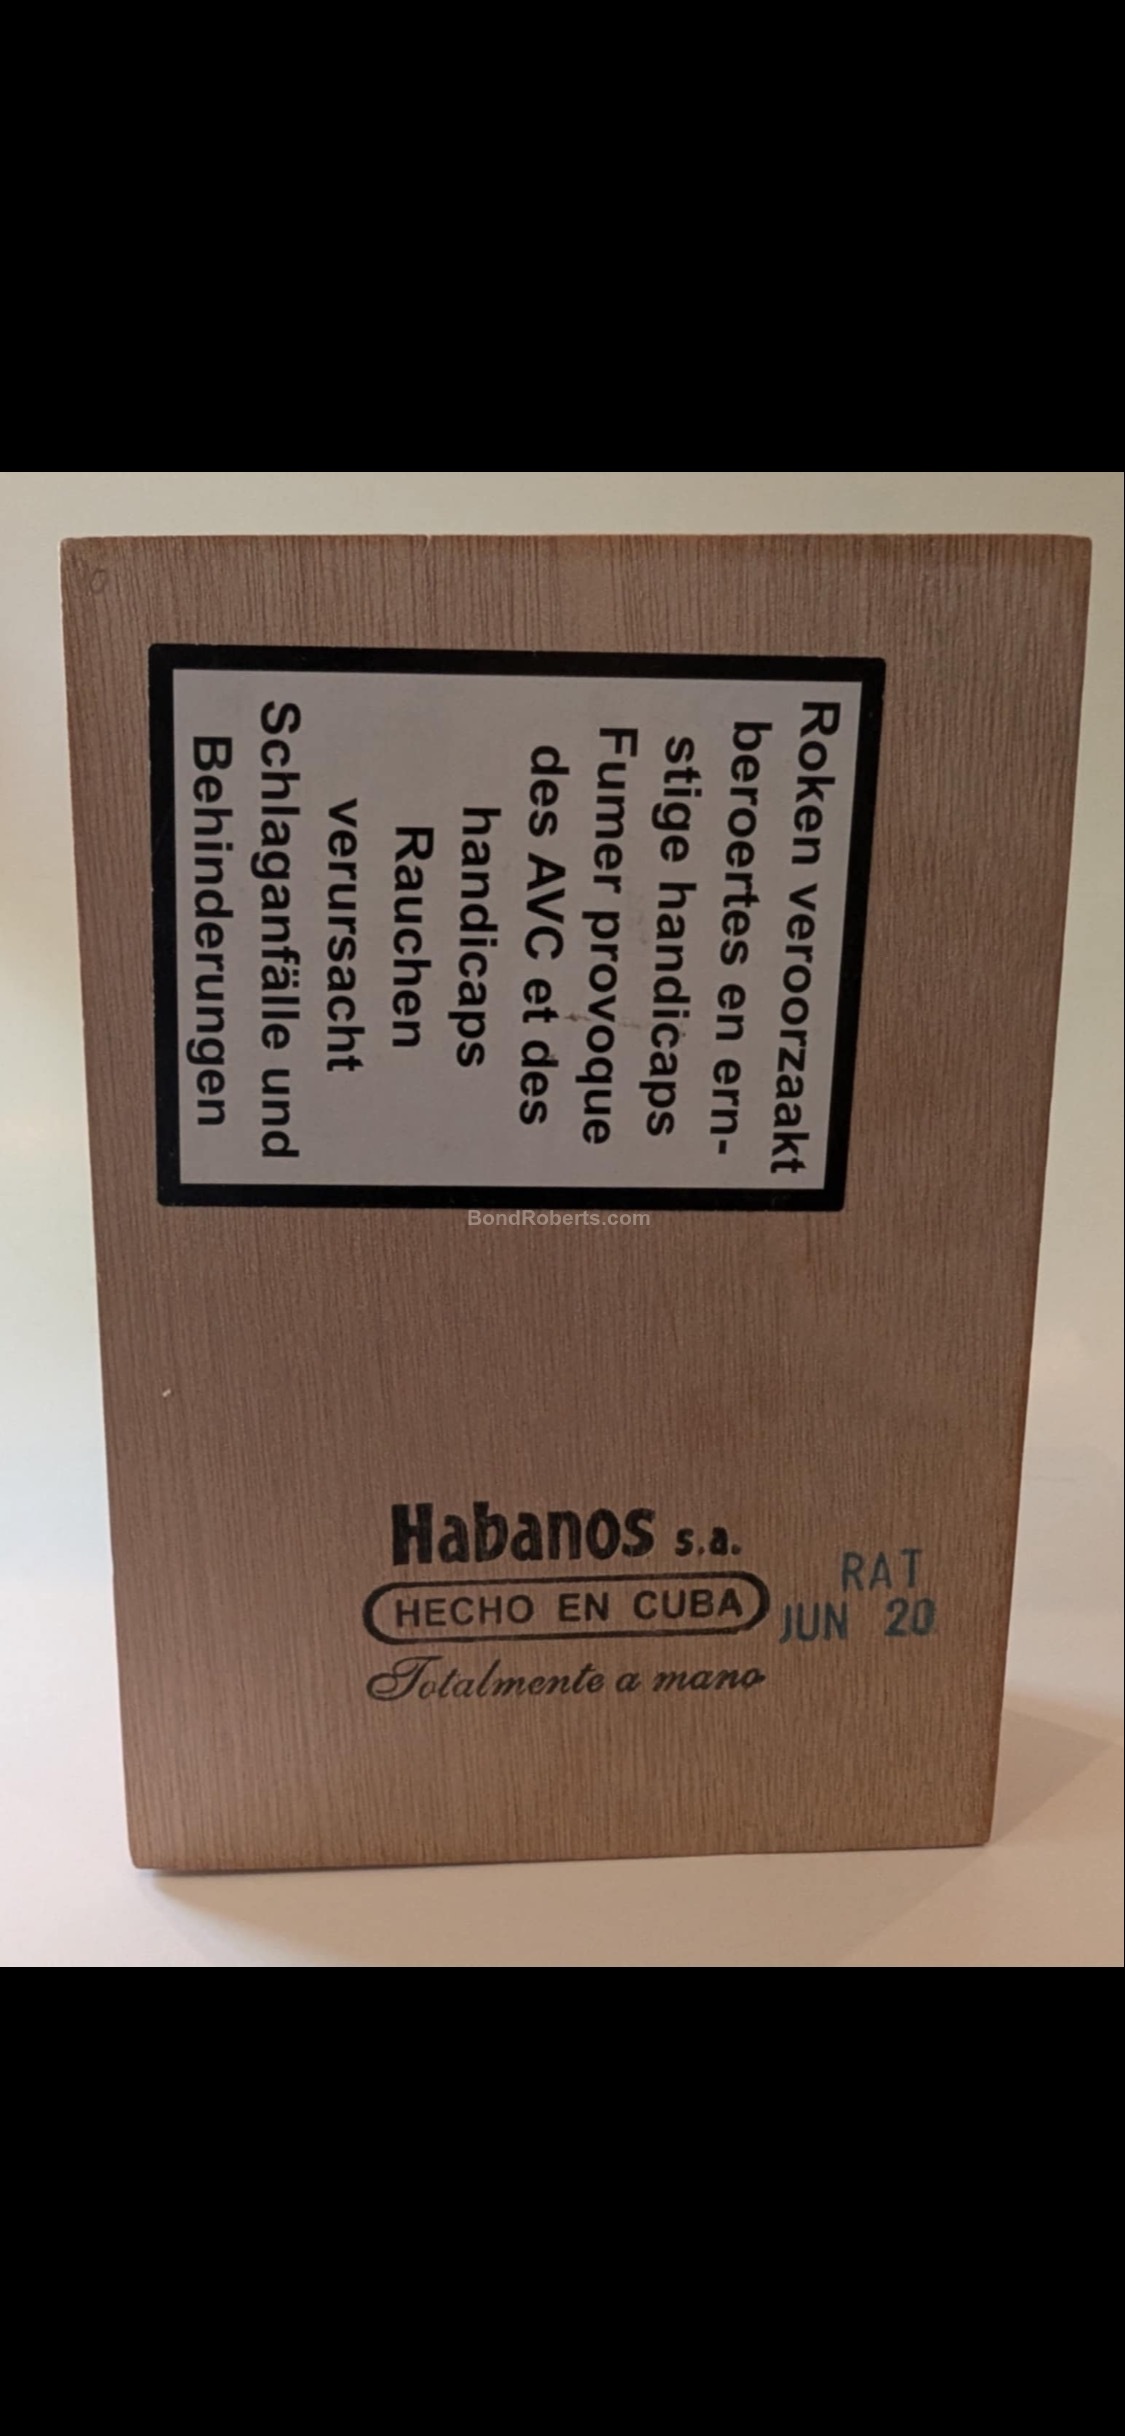 Roken veroorzaakt
beroertes en ern-
stige handicaps
Fumer provoque
des AVC et des
handicaps
Rauchen
verursacht
Schlaganfälle und
Behinderungen
BondRoberts.com
Habanos s.a.
HECHO EN CUBA
Totalmente a mano
RAT
JUN 20